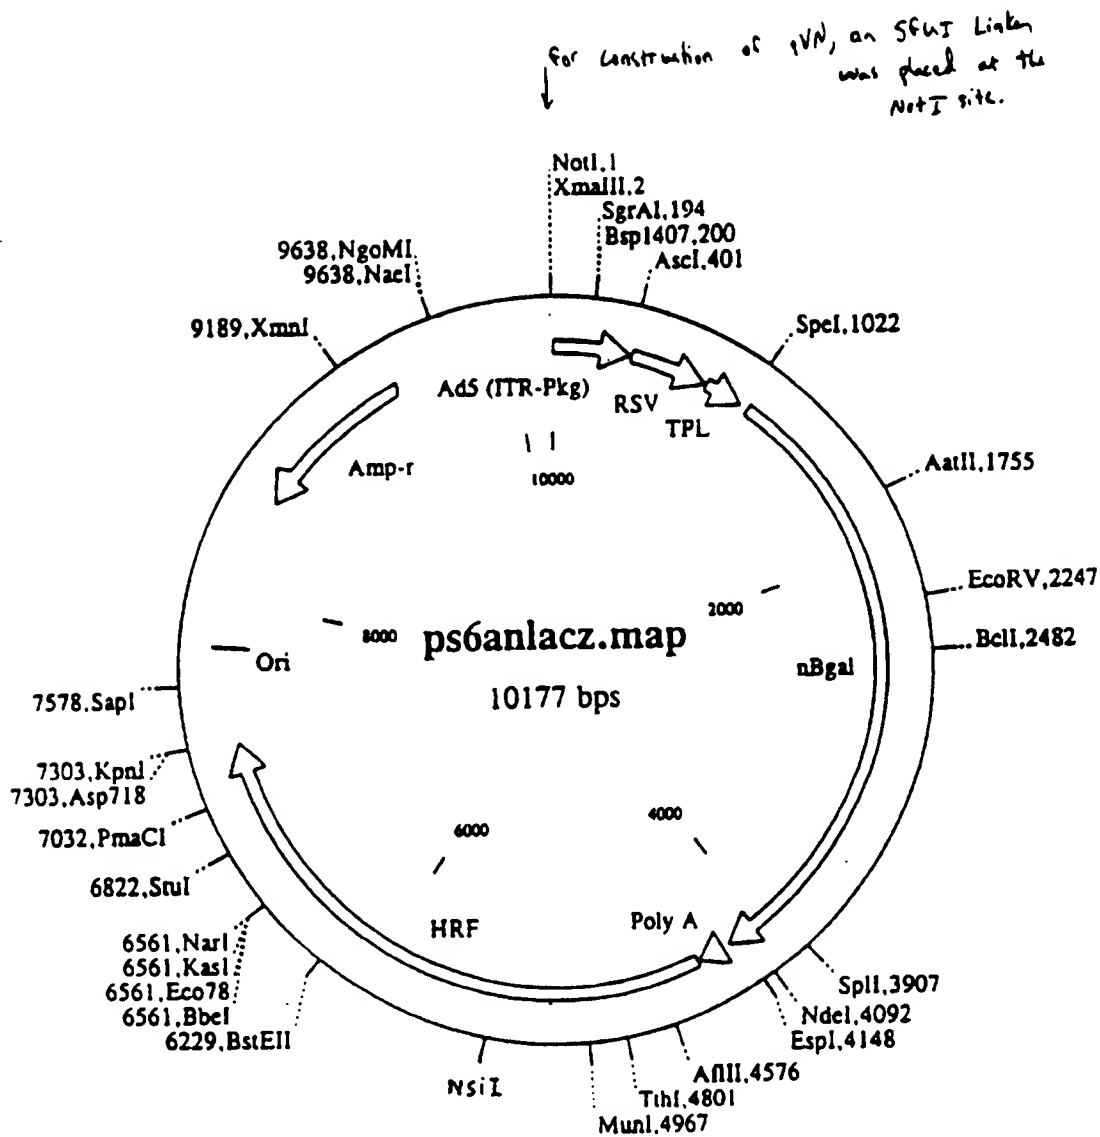 for construction of pVN, an SfuI Linker
was placed at the
NotI site.
NotI,1
XmaIII,2
SgrAI,194
Bsp1407,200
AscI,401
9638,NgoMI
9638,NaeI
9189,XmnI
SpeI,1022
Ad5 (ITR-Pkg)
RSV
TPL
Amp-r
10000
AatII,1755
EcoRV,2247
2000
8000
ps6anlacz.map
BclI,2482
Ori
nBgal
10177 bps
7578,SapI
7303,KpnI
7303,Asp718
7032,PmaCI
6000
4000
6822,StuI
HRF
Poly A
6561,NarI
6561,KasI
6561,Eco78
6561,BbeI
6229,BstEII
SplI,3907
NdeI,4092
EspI,4148
NsiI
AflII,4576
TthI,4801
MunI,4967